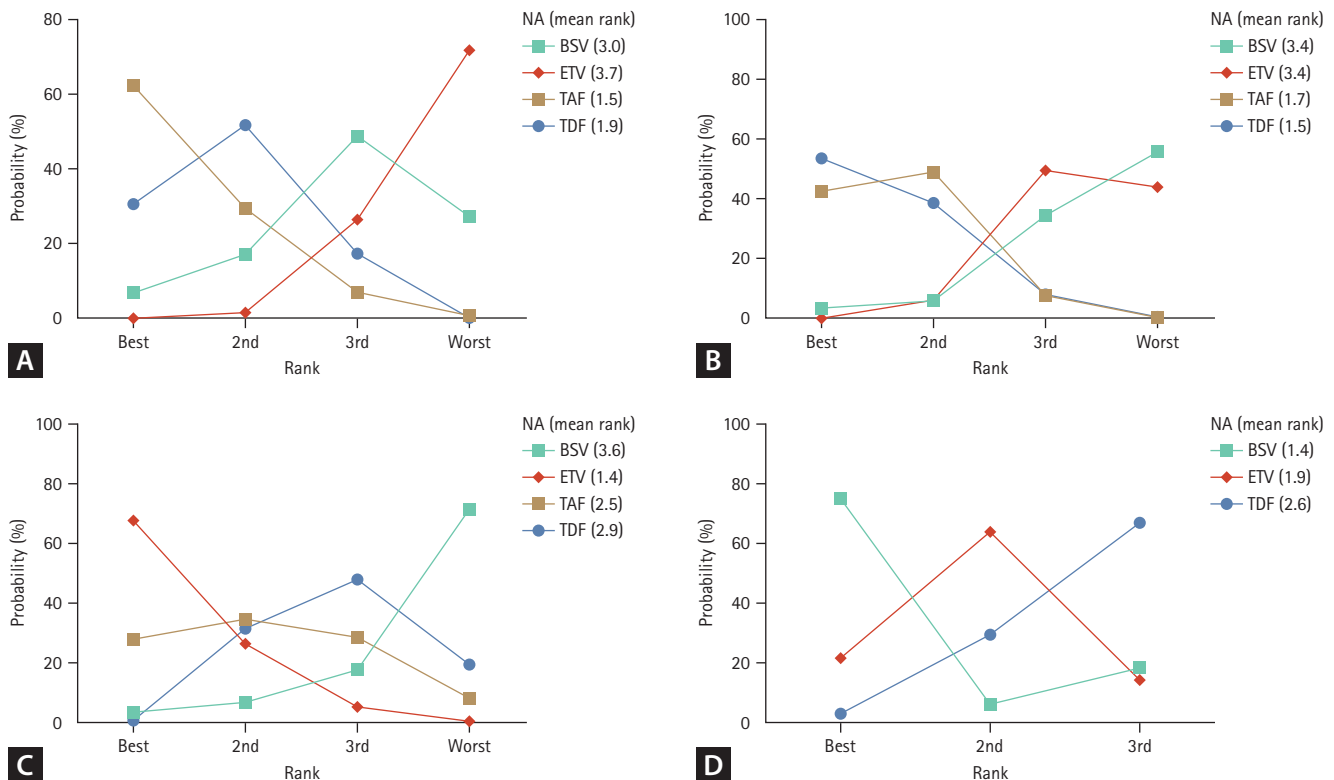 80
60
40
20
0
Probability (%)
Best 2nd 3rd Worst
Rank
NA (mean rank)
BSV (3.0)
ETV (3.7)
TAF (1.5)
TDF (1.9)
A
100
80
60
40
20
0
Probability (%)
Best 2nd 3rd Worst
Rank
NA (mean rank)
BSV (3.4)
ETV (3.4)
TAF (1.7)
TDF (1.5)
B
100
80
60
40
20
0
Probability (%)
Best 2nd 3rd Worst
Rank
NA (mean rank)
BSV (3.6)
ETV (1.4)
TAF (2.5)
TDF (2.9)
C
100
80
60
40
20
0
Probability (%)
Best 2nd 3rd
Rank
NA (mean rank)
BSV (1.4)
ETV (1.9)
TDF (2.6)
D